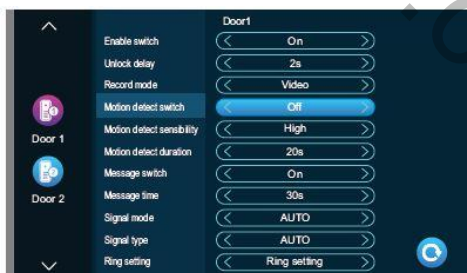 Door1
Enable switch On
Unlock delay 2s
Record mode Video
Motion detect switch Off
Motion detect sensibility High
Motion detect duration 20s
Message switch On
Message time 30s
Signal mode AUTO
Signal type AUTO
Ring setting Ring setting
Door 1
Door 2